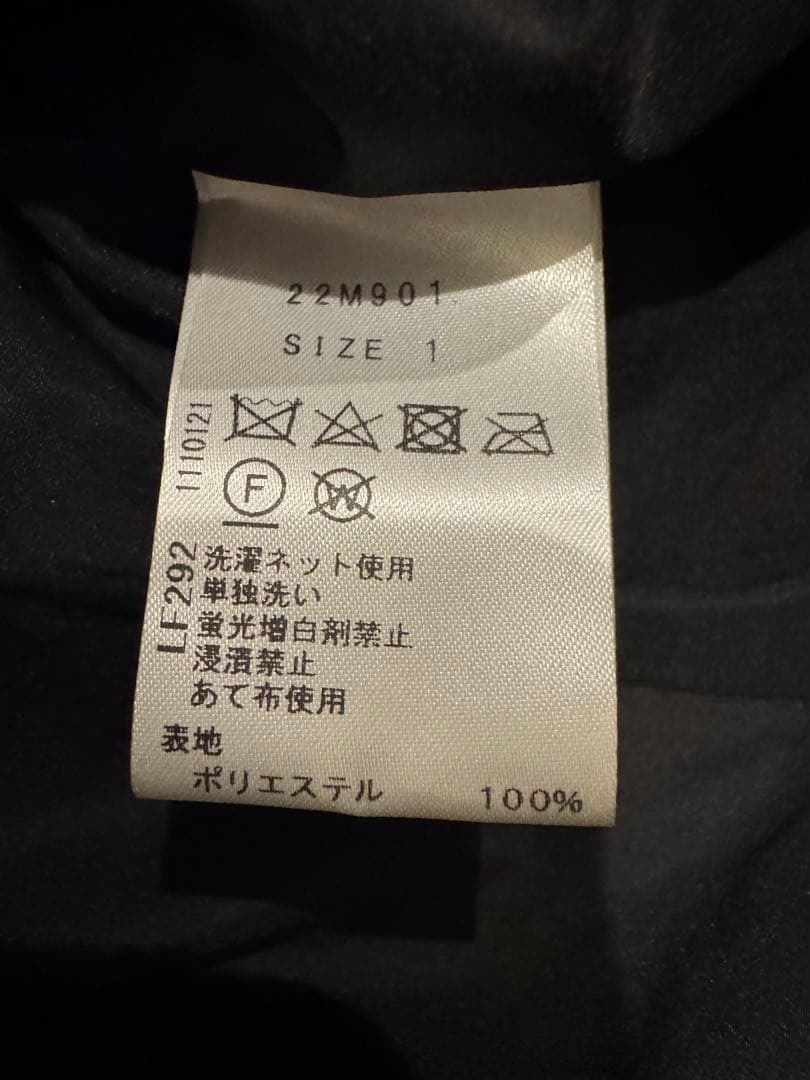 22M901
SIZE 1
1110121
F
W
LF292
洗濯ネット使用
単独洗い
蛍光増白剤禁止
浸漬禁止
あて布使用
表地
ポリエステル 100%